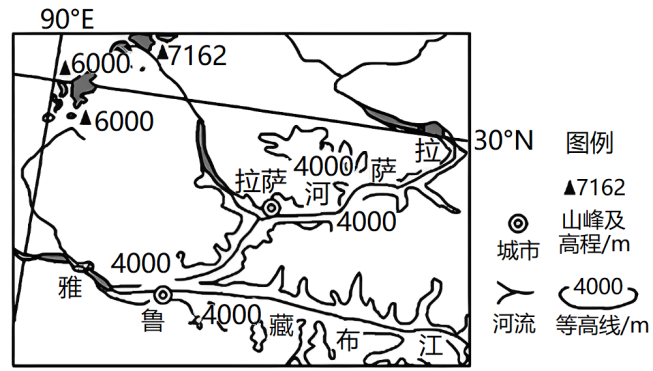 90°E
7162
6000
6000
30°N
拉
萨
4000
河
拉萨
4000
4000
雅
鲁
4000
藏
布
江
图例
7162
山峰及
高程/m
城市
河流
4000
等高线/m